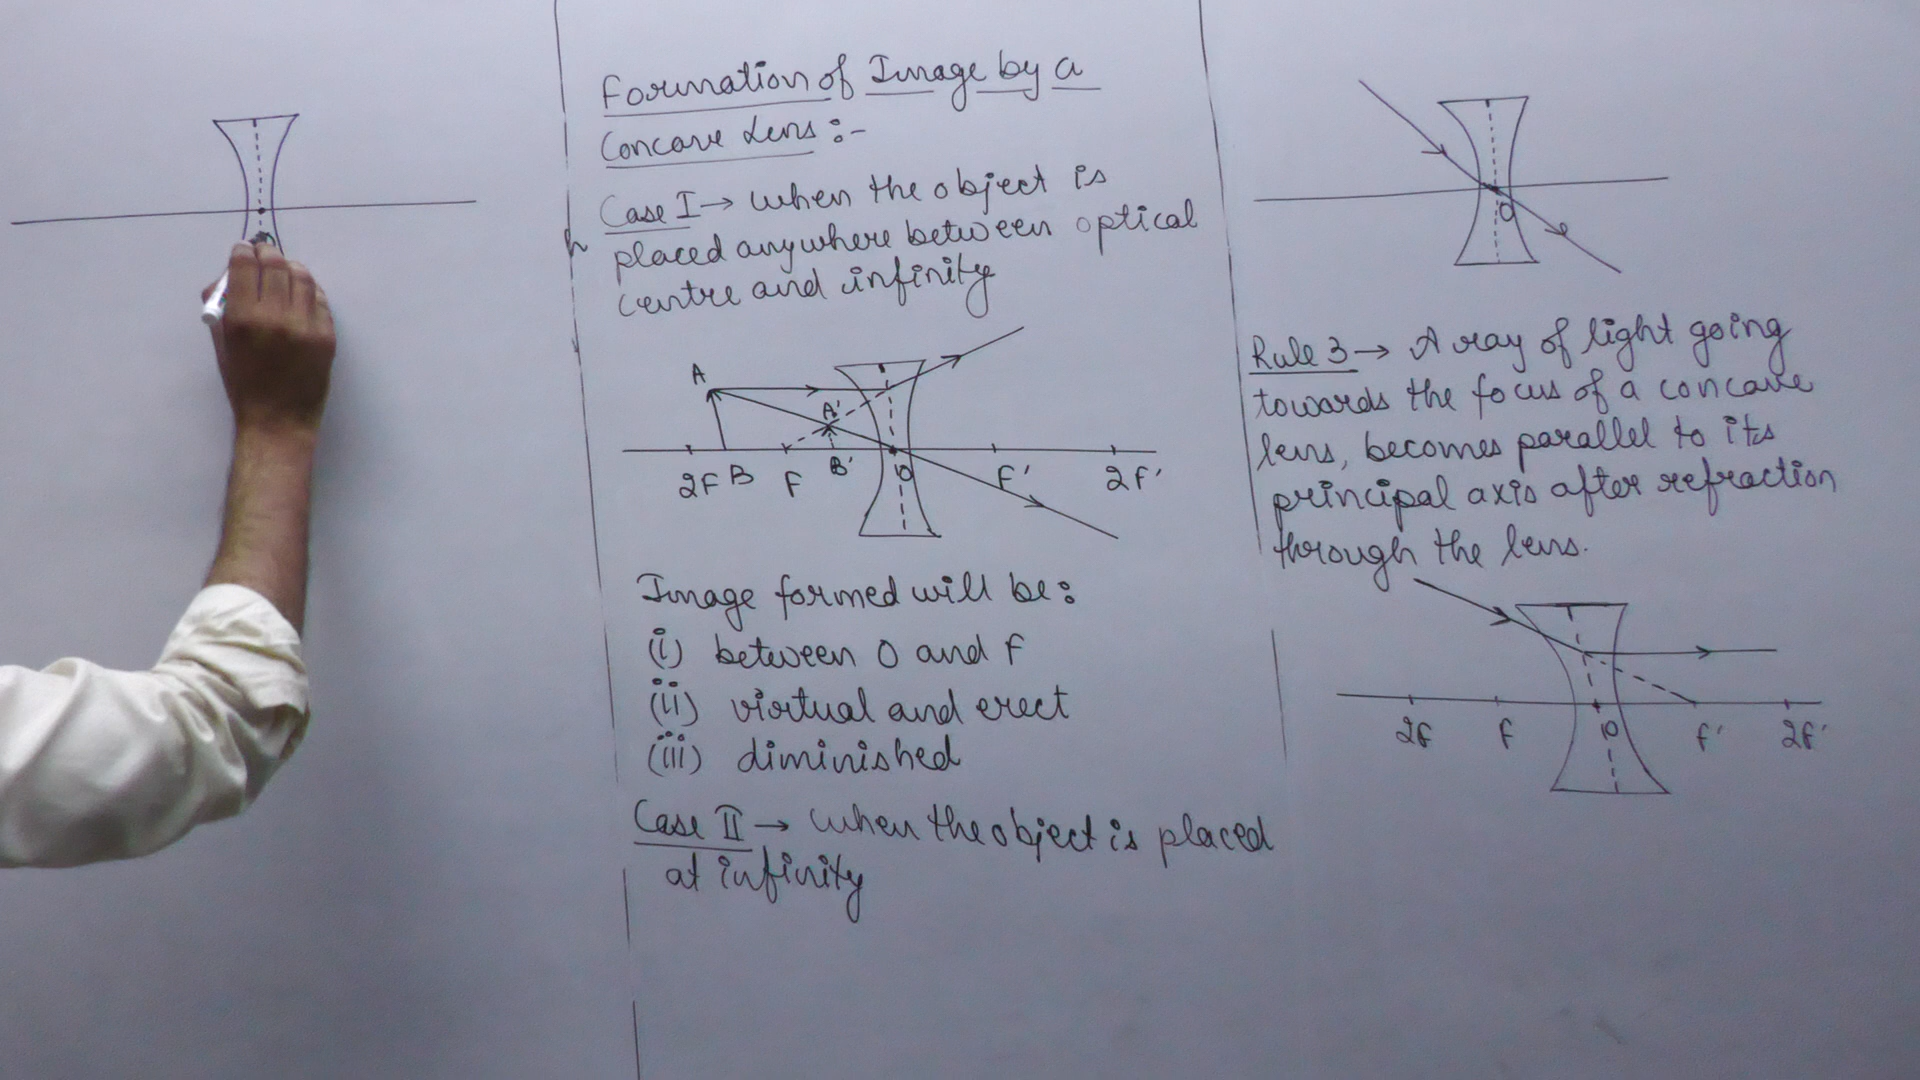 Formation of Image by a
Concave Lens :-
Case I → when the object is
placed anywhere between optical
centre and infinity
A
A'
2F B F B' O F' 2F'
Image formed will be:
(i) between O and F
(ii) virtual and erect
(iii) diminished
Case II → when the object is placed
at infinity
O
Rule 3 → A ray of light going
towards the focus of a concave
lens, becomes parallel to its
principal axis after refraction
through the lens.
2F F O F' 2F'